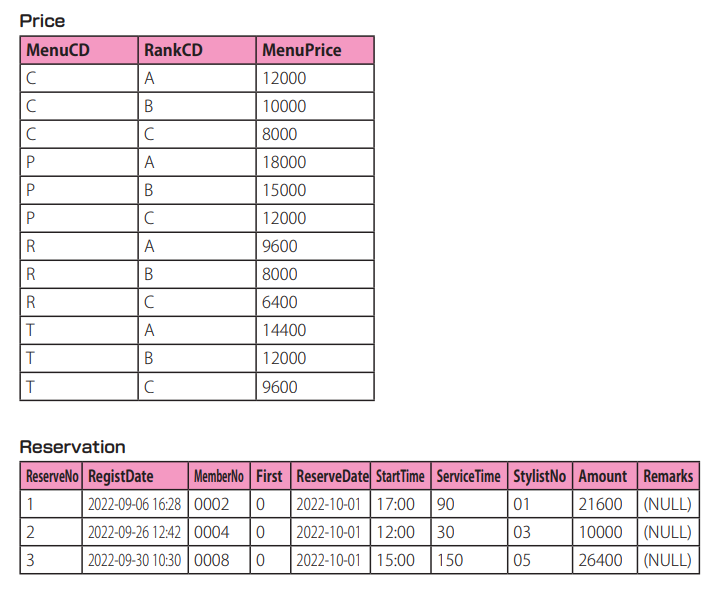 Price
MenuCD RankCD MenuPrice
C A 12000
C B 10000
C C 8000
P A 18000
P B 15000
P C 12000
R A 9600
R B 8000
R C 6400
T A 14400
T B 12000
T C 9600
Reservation
ReserveNo RegistDate MemberNo First ReserveDate StartTime ServiceTime StylistNo Amount Remarks
1 2022-09-06 16:28 0002 0 2022-10-01 17:00 90 01 21600 (NULL)
2 2022-09-26 12:42 0004 0 2022-10-01 12:00 30 03 10000 (NULL)
3 2022-09-30 10:30 0008 0 2022-10-01 15:00 150 05 26400 (NULL)